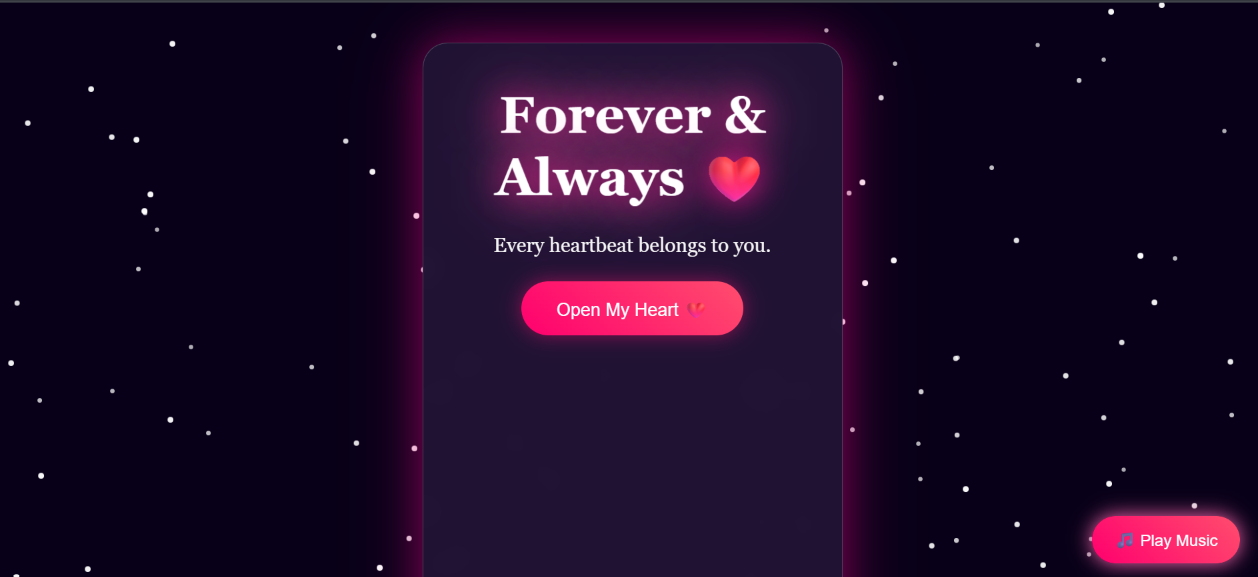 Forever &
Always ❤️
Every heartbeat belongs to you.
Open My Heart 💖
🎵 Play Music